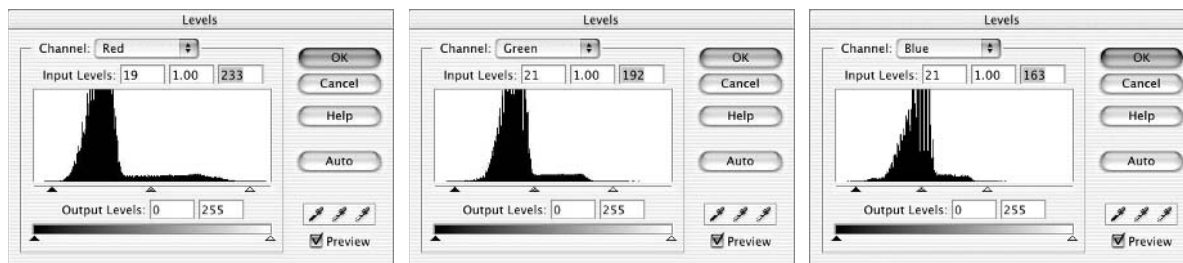 Levels
Channel: Red
OK
Input Levels: 19 1.00 233
Cancel
Help
Auto
Output Levels: 0 255
Preview
Levels
Channel: Green
OK
Input Levels: 21 1.00 192
Cancel
Help
Auto
Output Levels: 0 255
Preview
Levels
Channel: Blue
OK
Input Levels: 21 1.00 163
Cancel
Help
Auto
Output Levels: 0 255
Preview